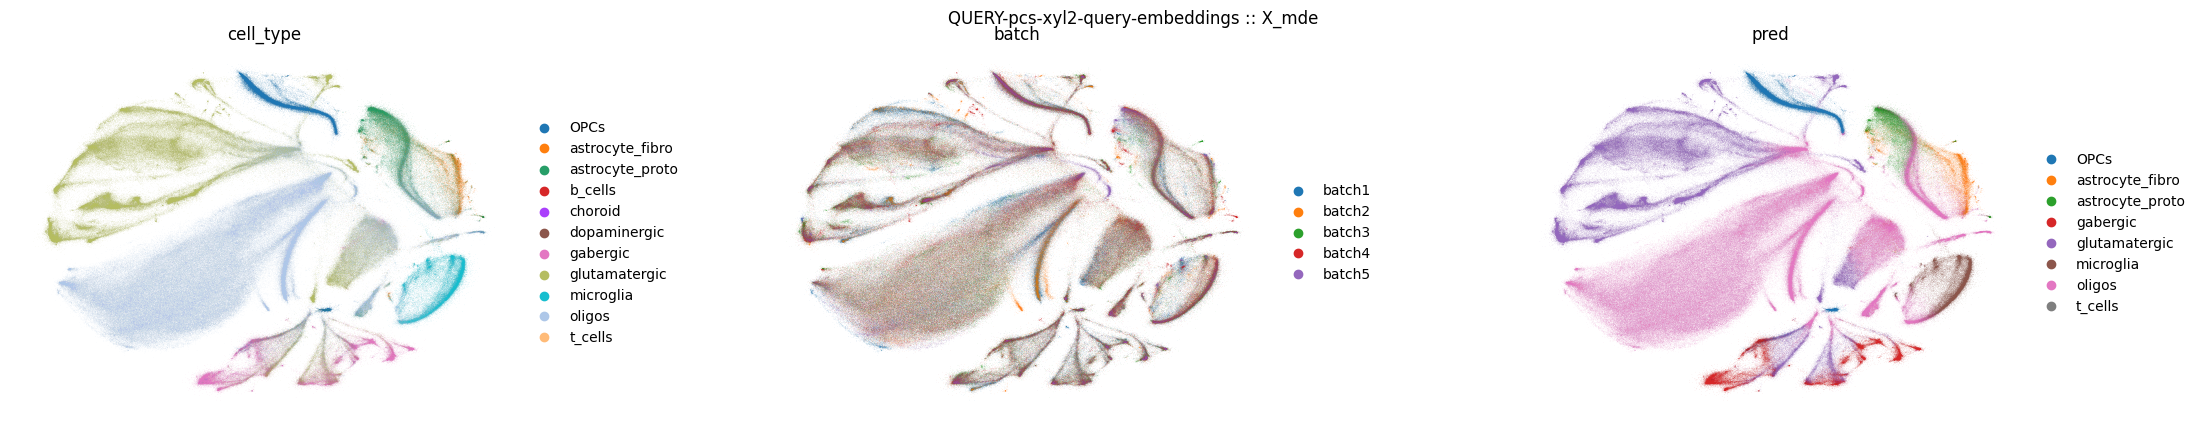 QUERY-pcs-xyl2-query-embeddings :: X_mde
cell_type
OPCs
astrocyte_fibro
astrocyte_proto
b_cells
choroid
dopaminergic
gabergic
glutamatergic
microglia
oligos
t_cells
batch
batch1
batch2
batch3
batch4
batch5
pred
OPCs
astrocyte_fibro
astrocyte_proto
gabergic
glutamatergic
microglia
oligos
t_cells